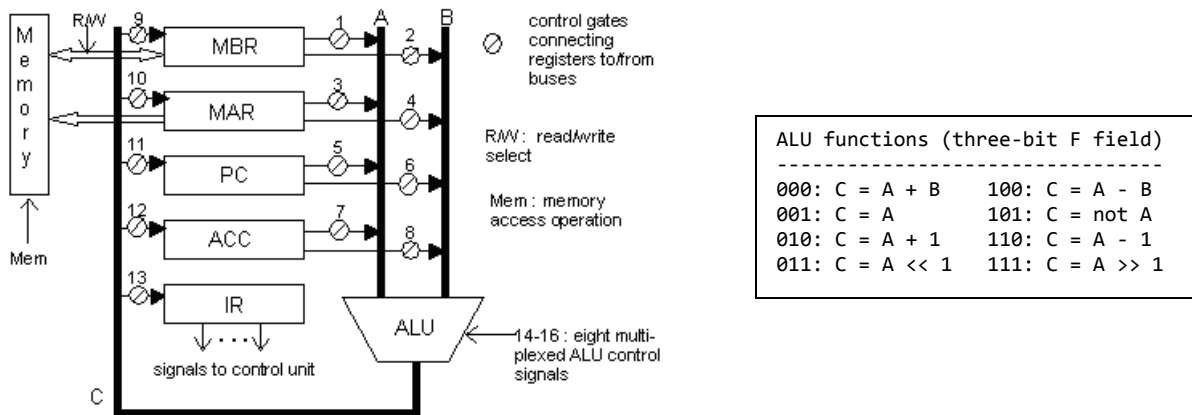 R/W
9
1
A
B
Memory
MBR
2
control gates
connecting
registers to/from
buses
10
3
MAR
4
R/W : read/write
select
11
5
PC
6
Mem : memory
access operation
12
7
ACC
8
Mem
13
IR
ALU
14-16 : eight multi-
plexed ALU control
signals
signals to control unit
C
ALU functions (three-bit F field)
---------------------------------
000: C = A + B 100: C = A - B
001: C = A 101: C = not A
010: C = A + 1 110: C = A - 1
011: C = A << 1 111: C = A >> 1